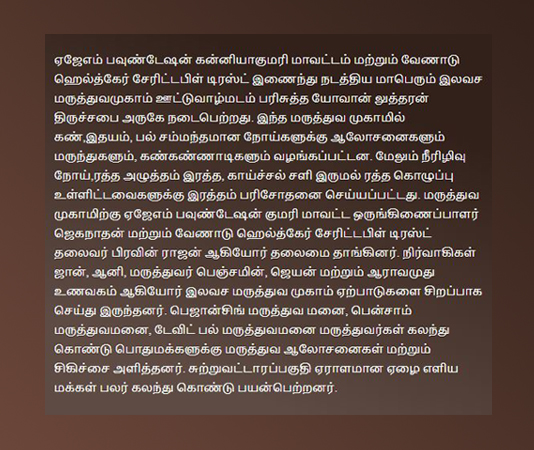 ஏஜேஎம் பவுண்டேஷன் கன்னியாகுமரி மாவட்டம் மற்றும் வேணாடு
ஹெல்த்கேர் சேரிட்டபிள் டிரஸ்ட் இணைந்து நடத்திய மாபெரும் இலவச
மருத்துவமுகாம் ஊட்டுவாழ்மடம் பரிசுத்த யோவான் லுத்தரன்
திருச்சபை அருகே நடைபெற்றது. இந்த மருத்துவ முகாமில்
கண்,இதயம், பல் சம்மந்தமான நோய்களுக்கு ஆலோசனைகளும்
மருந்துகளும், கண்கண்ணாடிகளும் வழங்கப்பட்டன. மேலும் நீரிழிவு
நோய்,ரத்த அழுத்தம் இரத்த, காய்ச்சல் சளி இருமல் ரத்த கொழுப்பு
உள்ளிட்டவைகளுக்கு இரத்தம் பரிசோதனை செய்யப்பட்டது. மருத்துவ
முகாமிற்கு ஏஜேஎம் பவுண்டேஷன் குமரி மாவட்ட ஒருங்கிணைப்பாளர்
ஜெகநாதன் மற்றும் வேணாடு ஹெல்த்கேர் சேரிட்டபிள் டிரஸ்ட்
தலைவர் பிரவின் ராஜன் ஆகியோர் தலைமை தாங்கினர். நிர்வாகிகள்
ஜான், ஆனி, மருத்துவர் பெஞ்சமின், ஜெயன் மற்றும் ஆராவமுது
உணவகம் ஆகியோர் இலவச மருத்துவ முகாம் ஏற்பாடுகளை சிறப்பாக
செய்து இருந்தனர். பெஜான்சிங் மருத்துவ மனை, பென்சாம்
மருத்துவமனை, டேவிட் பல் மருத்துவமனை மருத்துவர்கள் கலந்து
கொண்டு பொதுமக்களுக்கு மருத்துவ ஆலோசனைகள் மற்றும்
சிகிச்சை அளித்தனர். சுற்றுவட்டாரப்பகுதி ஏராளமான ஏழை எளிய
மக்கள் பலர் கலந்து கொண்டு பயன்பெற்றனர்.